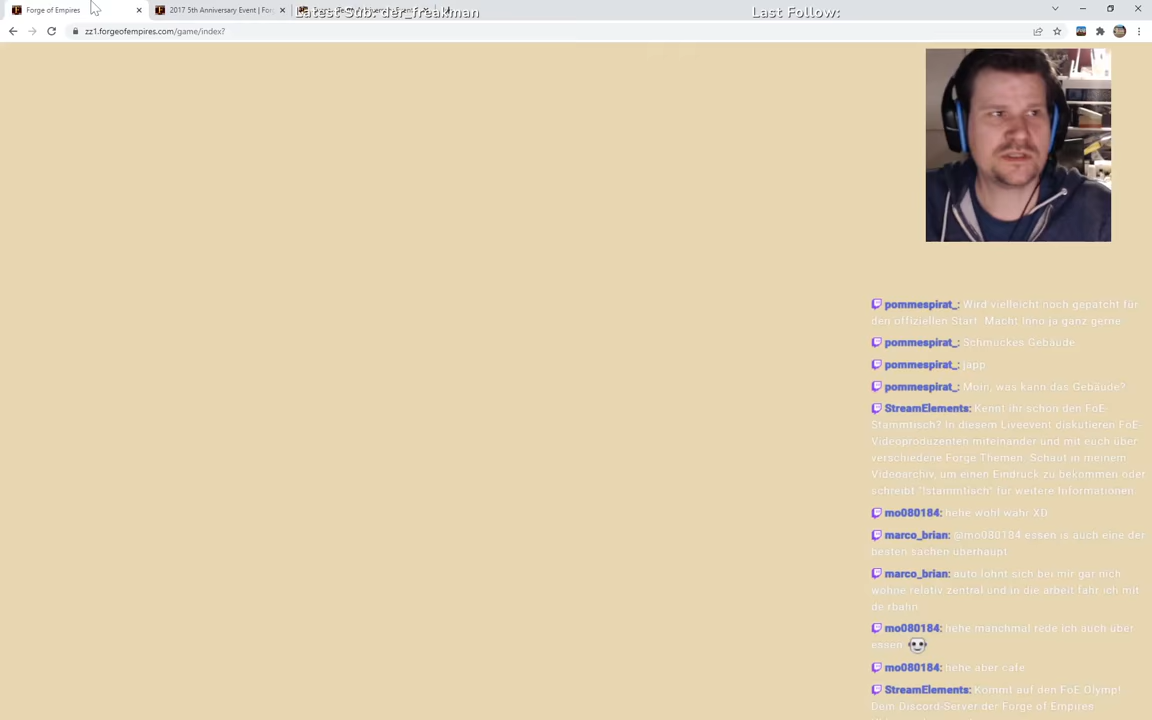 Forge of Empires
2017 5th Anniversary Event | For
Latest Sub: der_freakman
Last Follow:
zz1.forgeofempires.com/game/index?
pommespirat_: Wird vielleicht noch gepatcht für
den offiziellen Start. Macht Inno ja ganz gerne.
pommespirat_: Schmuckes Gebäude.
pommespirat_: japp
pommespirat_: Moin, was kann das Gebäude?
StreamElements: Kennt ihr schon den FoE-
Stammtisch? In diesem Liveevent diskutieren FoE-
Videoproduzenten miteinander und mit euch über
verschiedene Forge Themen. Schaut in meinem
Videoarchiv, um einen Eindruck zu bekommen oder
schreibt "!stammtisch" für weitere Informationen.
mo080184: hehe wohl wahr XD
marco_brian: @mo080184 essen is auch eine der
besten sachen überhaupt
marco_brian: auto lohnt sich bei mir gar nich
wohne relativ zentral und in die arbeit fahr ich mit
de rbahn
mo080184: hehe manchmal rede ich auch über
essen
mo080184: hehe aber cafe
StreamElements: Kommt auf den FoE Olymp!
Dem Discord-Server der Forge of Empires